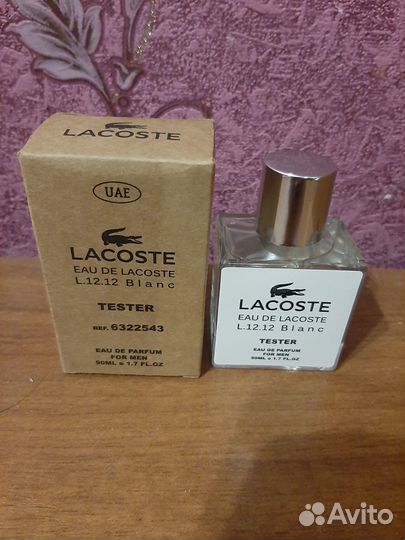 LACOSTE
UAE
LACOSTE
EAU DE LACOSTE
L.12.12 Blanc
TESTER
REF. 6322543
EAU DE PARFUM
FOR MEN
50ML e 1.7 FL.OZ
LACOSTE
EAU DE LACOSTE
L.12.12 Blanc
TESTER
EAU DE PARFUM
FOR MEN
50ML e 1.7 FL.OZ
Avito